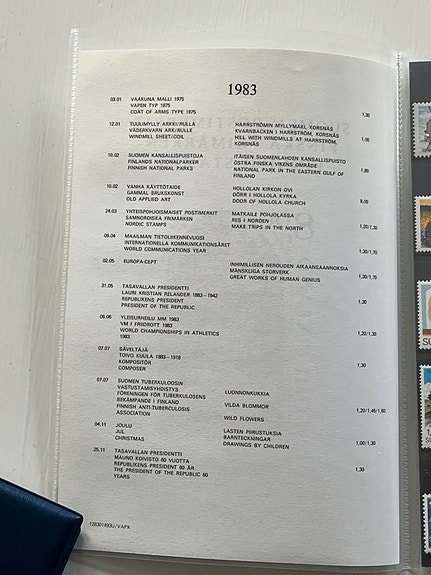 1983
03.01 VAAKUNA MALLI 1975
VAPEN TYP 1975
COAT OF ARMS TYPE 1975 1,30
12.01 TUULIMYLLY ARKKI/RULLA HARRSTRÖMIN MYLLYMÄKI, KORSNÄS
VÄDERKVARN ARK/RULLE KVARNBACKEN I HARRSTRÖM, KORSNÄS
WINDMILL SHEET/COIL HILL WITH WINDMILLS AT HARRSTRÖM, 1,00
KORSNÄS
10.02 SUOMEN KANSALLISPUISTOJA ITÄISEN SUOMENLAHDEN KANSALLISPUISTO
FINLANDS NATIONALPARKER ÖSTRA FINSKA VIKENS OMRÅDE
FINNISH NATIONAL PARKS NATIONAL PARK IN THE EASTERN GULF OF
FINLAND
10.02 VANHA KÄYTTÖTAIDE HOLLOLAN KIRKON OVI
GAMMAL BRUKSKONST DÖRR I HOLLOLA KYRKA
OLD APPLIED ART DOOR OF HOLLOLA CHURCH
24.03 YHTEISPOHJOISMAISET POSTIMERKIT MATKAILE POHJOLASSA
SAMNORDISKA FRIMÄRKEN RES I NORDEN
NORDIC STAMPS MAKE TRIPS IN THE NORTH 1,20/1,30
09.04 MAAILMAN TIETOLIIKENNEVUOSI
INTERNATIONELLA KOMMUNIKATIONSÅRET
WORLD COMMUNICATIONS YEAR 1,30/1,70
02.05 EUROPA-CEPT INHIMILLISEN NEROUDEN AIKAANSAANNOKSIA
MÄNSKLIGA STORVERK
GREAT WORKS OF HUMAN GENIUS 1,30/1,70
31.05 TASAVALLAN PRESIDENTTI
LAURI KRISTIAN RELANDER 1883–1942
REPUBLIKENS PRESIDENT
PRESIDENT OF THE REPUBLIC 1,30
06.06 YLEISURHEILU MM 1983
VM I FRIIDROTT 1983
WORLD CHAMPIONSHIPS IN ATHLETICS 1,20/1,30
1983
07.07 SÄVELTÄJÄ
TOIVO KUULA 1883–1918
KOMPOSITÖR
COMPOSER 1,30
07.07 SUOMEN TUBERKULOOSIN
VASTUSTAMISYHDISTYS LUONNONKUKKIA
FÖRENINGEN FÖR TUBERKULOSENS
BEKÄMPANDE I FINLAND VILDA BLOMMOR
FINNISH ANTI TUBERCULOSIS 1,20/1,45/1,80
ASSOCIATION WILD FLOWERS
04.11 JOULU LASTEN PIIRUSTUKSIA
JUL BARNTECKNINGAR
CHRISTMAS DRAWINGS BY CHILDREN 1,00/1,30
25.11 TASAVALLAN PRESIDENTTI
MAUNO KOIVISTO 60 VUOTTA
REPUBLIKENS PRESIDENT 60 ÅR
THE PRESIDENT OF THE REPUBLIC 60 1,30
YEARS